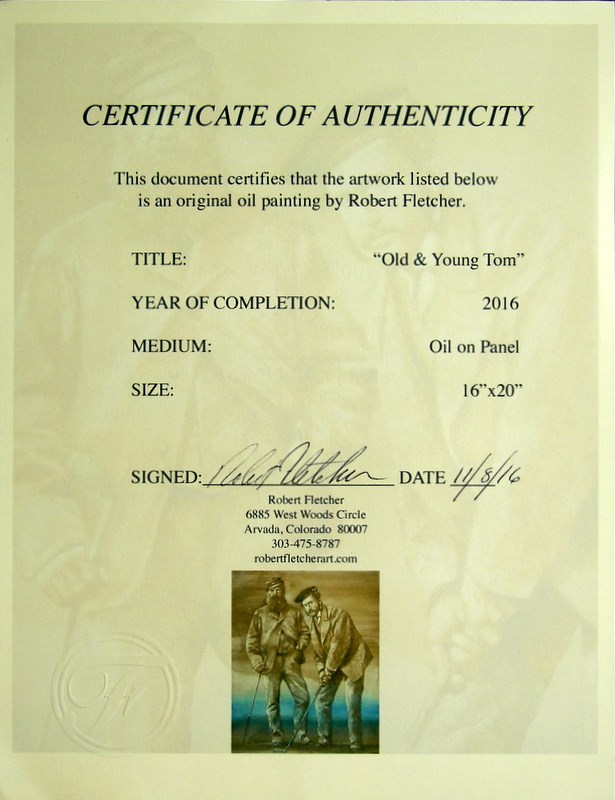 CERTIFICATE OF AUTHENTICITY
This document certifies that the artwork listed below
is an original oil painting by Robert Fletcher.
TITLE: “Old & Young Tom”
YEAR OF COMPLETION: 2016
MEDIUM: Oil on Panel
SIZE: 16”x20”
SIGNED: Robert Fletcher DATE 11/8/16
Robert Fletcher
6885 West Woods Circle
Arvada, Colorado 80007
303-475-8787
robertfletcherart.com